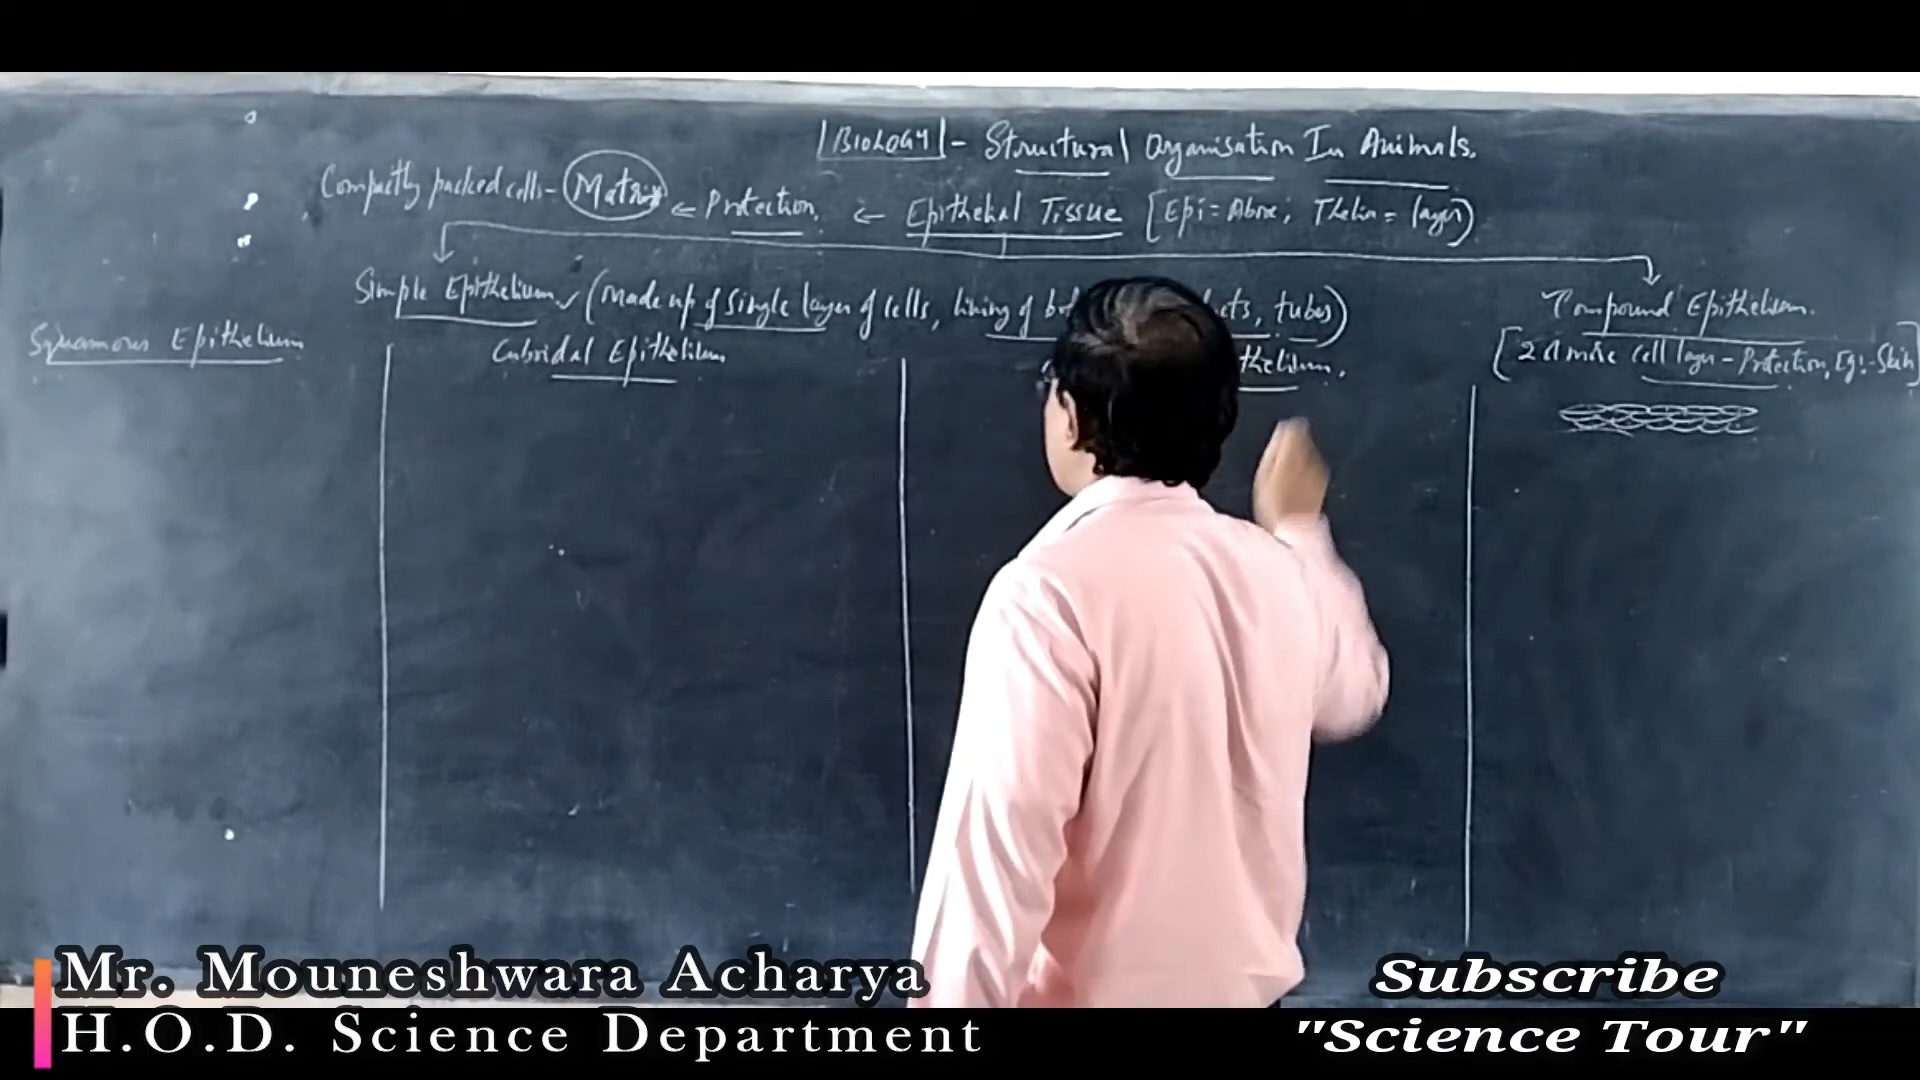 |BIOLOGY| - Structural Organisation In Animals.
Compactly packed cells - Matrix ← Protection. ← Epithelial Tissue [Epi = Above; Thelia = layer)
Simple Epithelium ✓ (made up of single layer of cells, lining of tubes)
Compound Epithelium.
Squamous Epithelium
Cuboidal Epithelium
thelium.
[2 or more cell layer - Protection, Eg:- Skin]
Mr. Mouneshwara Acharya
H.O.D. Science Department
Subscribe
"Science Tour"